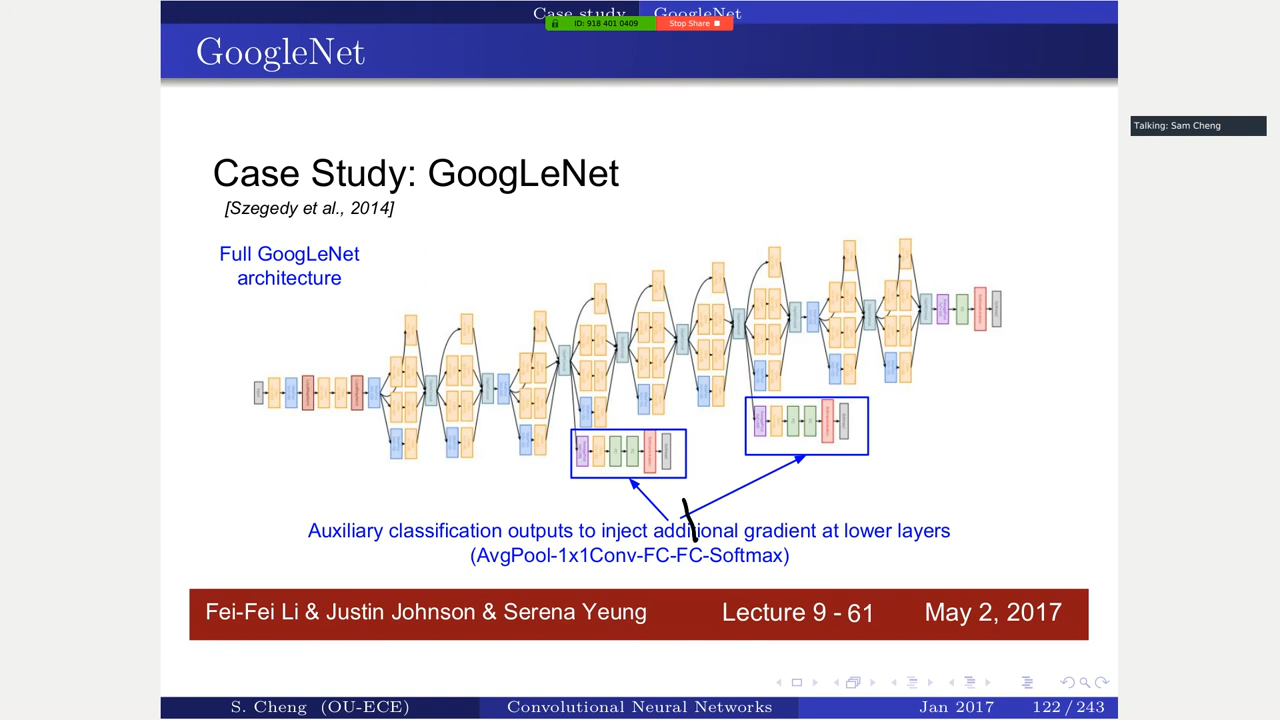 Case study GoogleNet
ID: 918 401 0409 Stop Share
GoogleNet
Talking: Sam Cheng
Case Study: GoogLeNet
[Szegedy et al., 2014]
Full GoogLeNet
architecture
Auxiliary classification outputs to inject additional gradient at lower layers
(AvgPool-1x1Conv-FC-FC-Softmax)
Fei-Fei Li & Justin Johnson & Serena Yeung Lecture 9 - 61 May 2, 2017
S. Cheng (OU-ECE) Convolutional Neural Networks Jan 2017 122 / 243